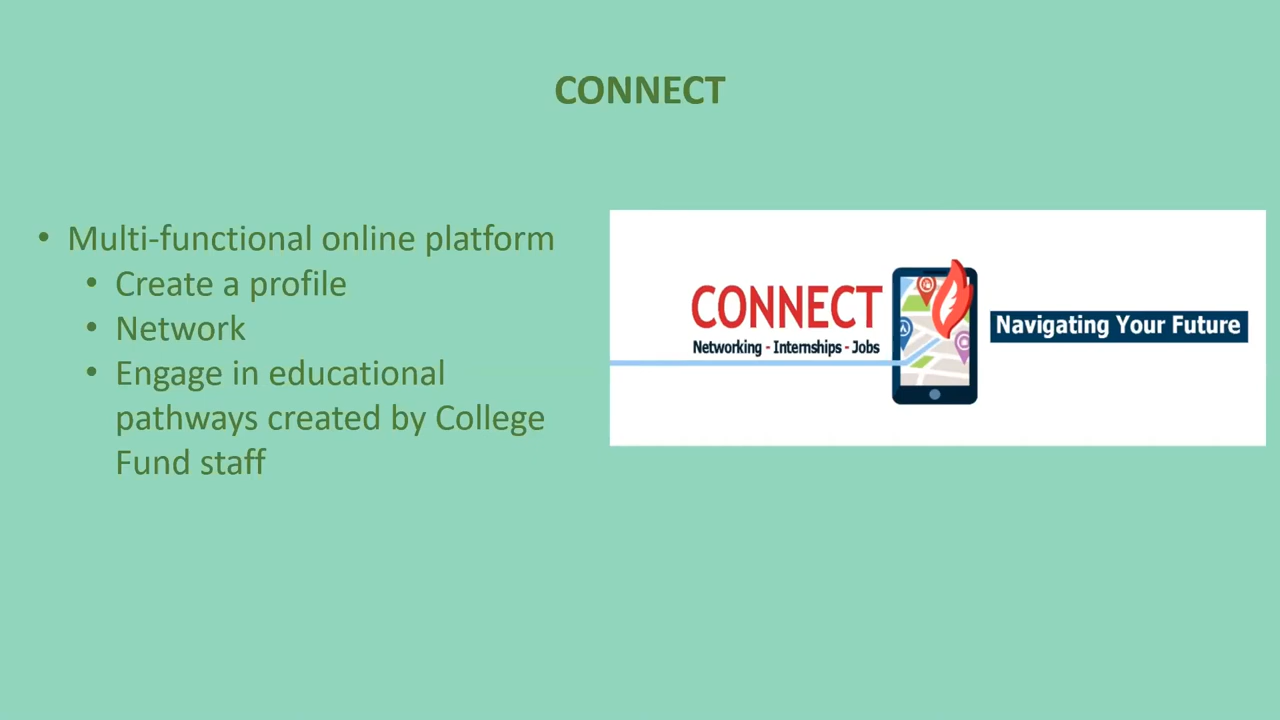 CONNECT
• Multi-functional online platform
• Create a profile
• Network
• Engage in educational
pathways created by College
Fund staff
CONNECT
Networking - Internships - Jobs
Navigating Your Future